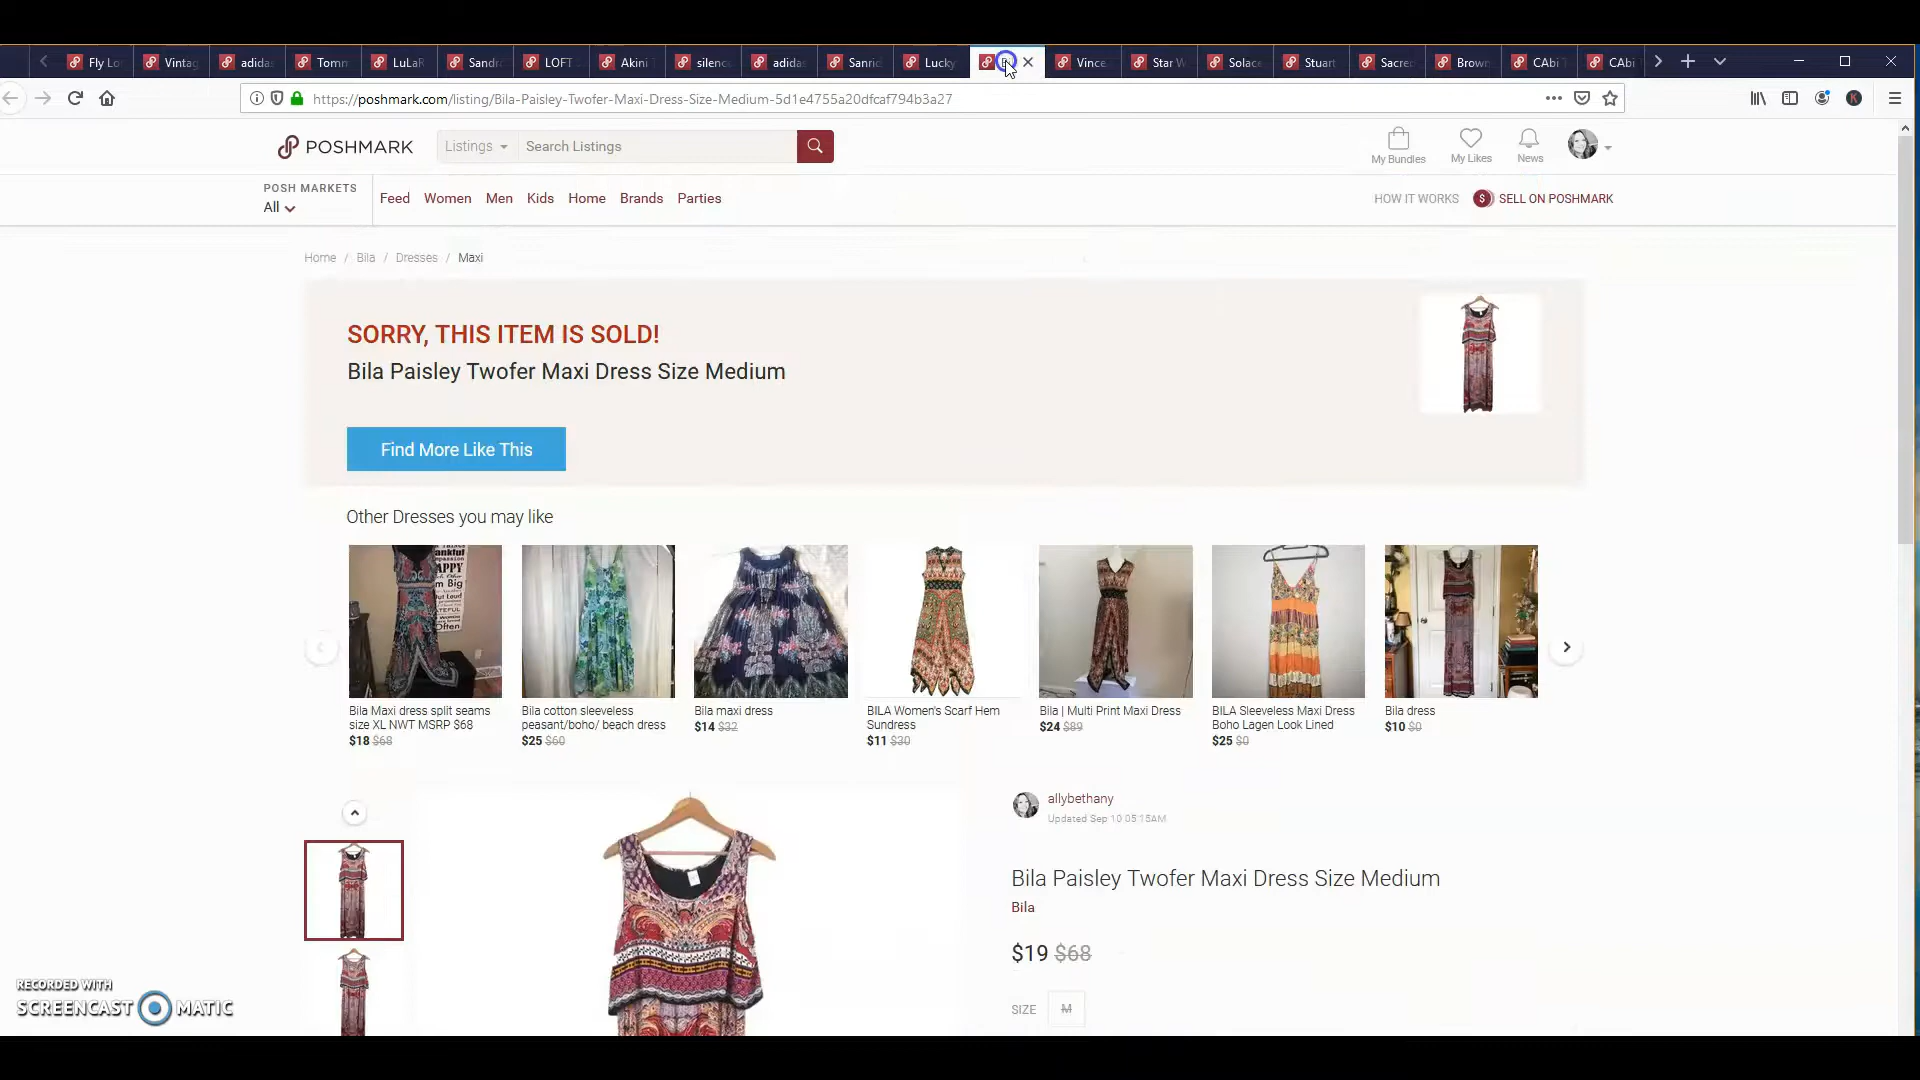 Fly Lo
Vintag
adidas
Tomm
LuLaR
Sandr
LOFT
Akini
silenc
adidas
Sanrid
Lucky
Vince
Star W
Solace
Stuart
Sacre
Brown
CAbi T
CAbi
https://poshmark.com/listing/Bila-Paisley-Twofer-Maxi-Dress-Size-Medium-5d1e4755a20dfcaf794b3a27
K
POSHMARK
Listings
Search Listings
My Bundles
My Likes
News
POSH MARKETS
All
Feed
Women
Men
Kids
Home
Brands
Parties
HOW IT WORKS
$ SELL ON POSHMARK
Home / Bila / Dresses / Maxi
SORRY, THIS ITEM IS SOLD!
Bila Paisley Twofer Maxi Dress Size Medium
Find More Like This
Other Dresses you may like
Bila Maxi dress split seams
size XL NWT MSRP $68
$18 $68
Bila cotton sleeveless
peasant/boho/ beach dress
$25 $60
Bila maxi dress
$14 $32
BILA Women's Scarf Hem
Sundress
$11 $30
Bila | Multi Print Maxi Dress
$24 $89
BILA Sleeveless Maxi Dress
Boho Lagen Look Lined
$25 $0
Bila dress
$10 $0
allybethany
Updated Sep 10 05:15AM
Bila Paisley Twofer Maxi Dress Size Medium
Bila
$19 $68
SIZE M
RECORDED WITH
SCREENCAST MATIC